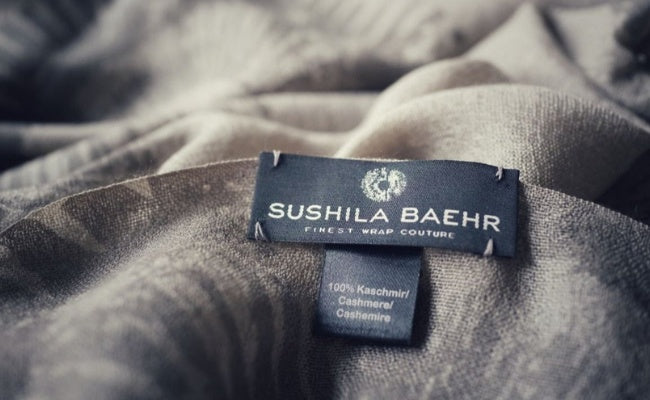 SUSHILA BAEHR
FINEST WRAP COUTURE
100% Kaschmir/
Cashmere/
Cashemire